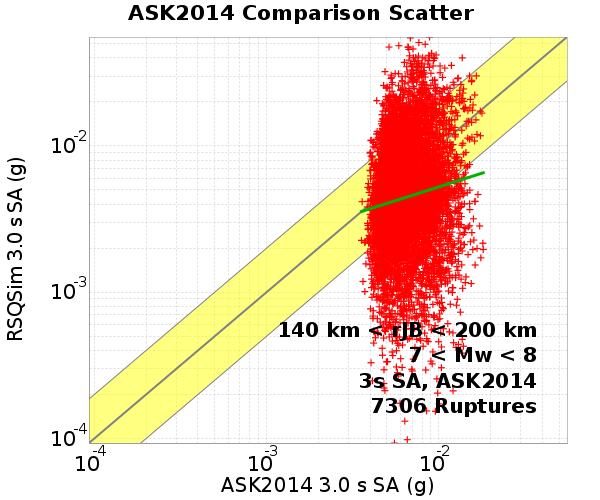 ASK2014 Comparison Scatter
RSQSim 3.0 s SA (g)
10-2
10-3
10-4
140 km < rJB < 200 km
7 < Mw < 8
3s SA, ASK2014
7306 Ruptures
10-4 10-3 10-2
ASK2014 3.0 s SA (g)